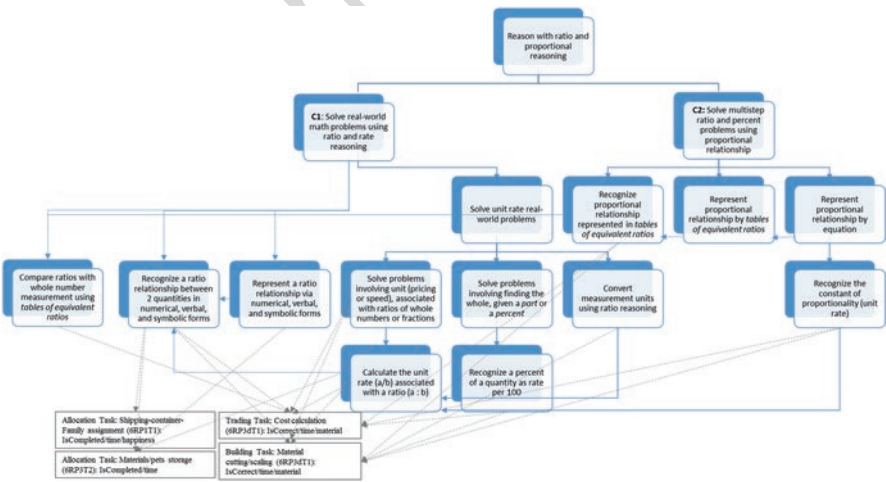 Reason with ratio and
proportional
reasoning
C1: Solve real-world
math problems using
ratio and rate
reasoning
C2: Solve multistep
ratio and percent
problems using
proportional
relationship
Solve unit rate real-
world problems
Recognize
proportional
relationship
represented in tables
of equivalent ratios
Represent
proportional
relationship by tables
of equivalent ratios
Represent
proportional
relationship by
equation
Compare ratios with
whole number
measurement using
tables of equivalent
ratios
Recognize a ratio
relationship between
2 quantities in
numerical, verbal,
and symbolic forms
Represent a ratio
relationship via
numerical, verbal,
and symbolic forms
Solve problems
involving unit (pricing
or speed), associated
with ratios of whole
numbers or fractions
Solve problems
involving finding the
whole, given a part or
a percent
Convert
measurement units
using ratio reasoning
Recognize the
constant of
proportionality (unit
rate)
Calculate the unit
rate (a/b) associated
with a ratio (a : b)
Recognize a percent
of a quantity as rate
per 100
Allocation Task: Shipping-container-
Family assignment (6RP1T1):
IsCompleted/time/happiness
Trading Task: Cost calculation
(6RP3dT1): IsCorrect/time/material
Allocation Task: Materials/pets storage
(6RP3T2): IsCompleted/time
Building Task: Material
cutting/scaling (6RP3dT1):
IsCorrect/time/material